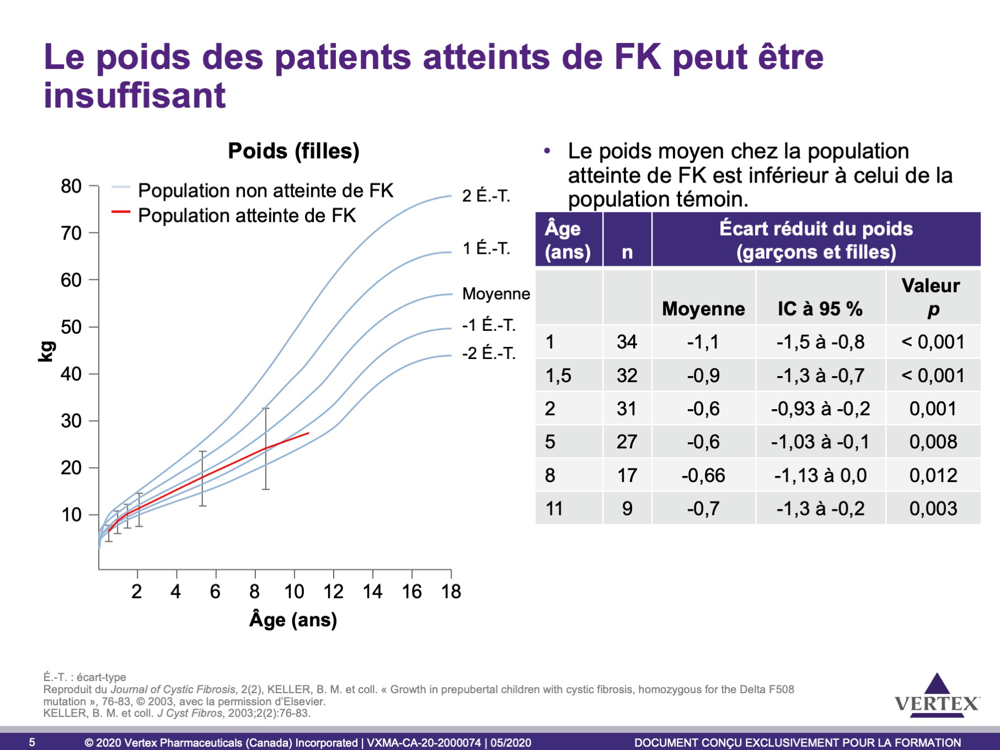 Le poids des patients atteints de FK peut être
insuffisant
Poids (filles)
Population non atteinte de FK
Population atteinte de FK
80
70
60
50
40
30
20
10
kg
2 É.-T.
1 É.-T.
Moyenne
-1 É.-T.
-2 É.-T.
2 4 6 8 10 12 14 16 18
Âge (ans)
• Le poids moyen chez la population
atteinte de FK est inférieur à celui de la
population témoin.
Âge (ans) n Écart réduit du poids (garçons et filles)
Moyenne IC à 95 % Valeur p
1 34 -1,1 -1,5 à -0,8 < 0,001
1,5 32 -0,9 -1,3 à -0,7 < 0,001
2 31 -0,6 -0,93 à -0,2 0,001
5 27 -0,6 -1,03 à -0,1 0,008
8 17 -0,66 -1,13 à 0,0 0,012
11 9 -0,7 -1,3 à -0,2 0,003
É.-T. : écart-type
Reproduit du Journal of Cystic Fibrosis, 2(2), KELLER, B. M. et coll. « Growth in prepubertal children with cystic fibrosis, homozygous for the Delta F508
mutation », 76-83, © 2003, avec la permission d’Elsevier.
KELLER, B. M. et coll. J Cyst Fibros, 2003;2(2):76-83.
VERTEX
5 © 2020 Vertex Pharmaceuticals (Canada) Incorporated | VXMA-CA-20-2000074 | 05/2020 DOCUMENT CONÇU EXCLUSIVEMENT POUR LA FORMATION